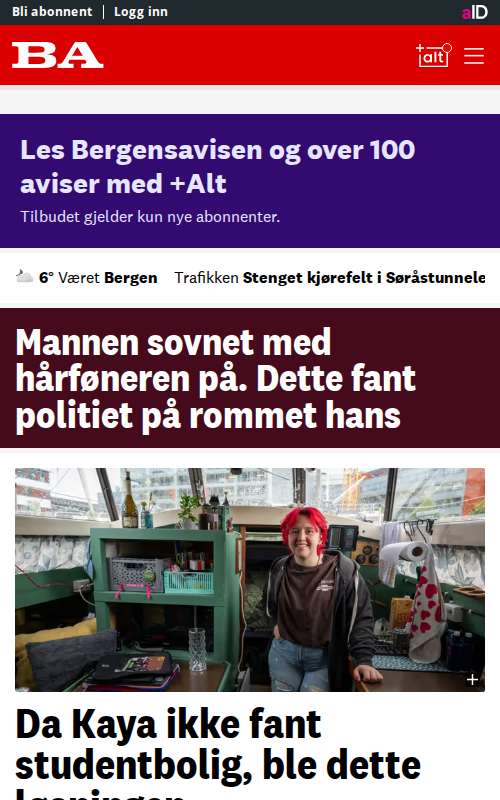 Bli abonnent Logg inn aID
BA +alt
Les Bergensavisen og over 100
aviser med +Alt
Tilbudet gjelder kun nye abonnenter.
6° Været Bergen Trafikken Stenget kjørefelt i Søråstunnele
Mannen sovnet med
hårføneren på. Dette fant
politiet på rommet hans
Da Kaya ikke fant
studentbolig, ble dette
løsningen